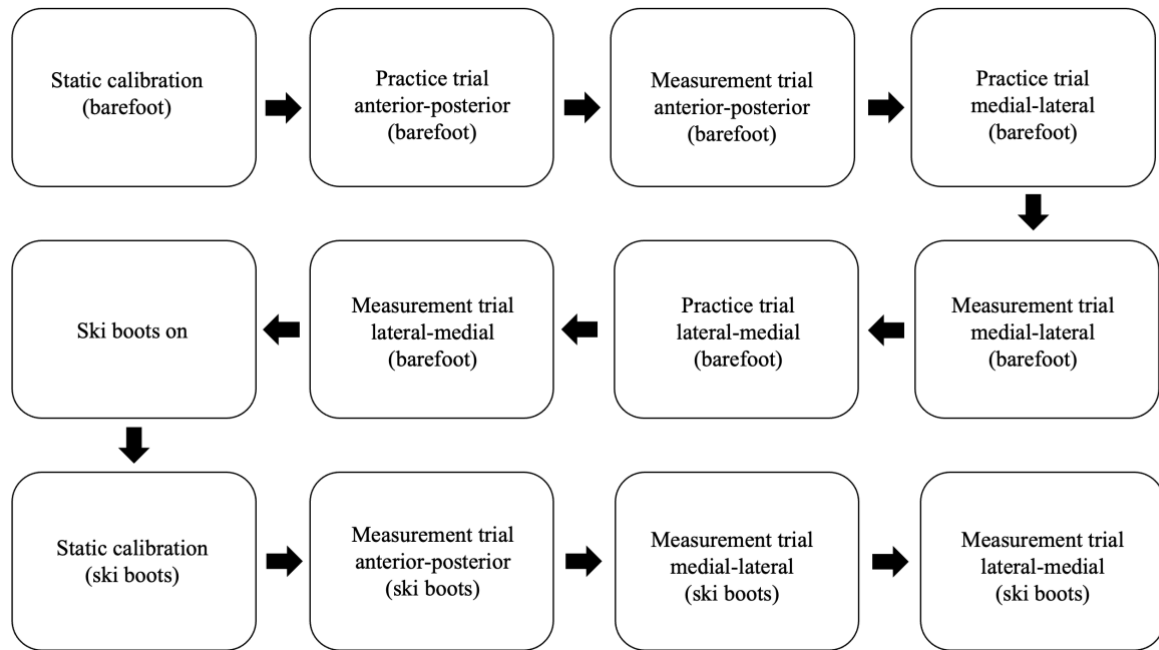 Static calibration
(barefoot)
Practice trial
anterior-posterior
(barefoot)
Measurement trial
anterior-posterior
(barefoot)
Practice trial
medial-lateral
(barefoot)
Measurement trial
medial-lateral
(barefoot)
Practice trial
lateral-medial
(barefoot)
Measurement trial
lateral-medial
(barefoot)
Ski boots on
Static calibration
(ski boots)
Measurement trial
anterior-posterior
(ski boots)
Measurement trial
medial-lateral
(ski boots)
Measurement trial
lateral-medial
(ski boots)